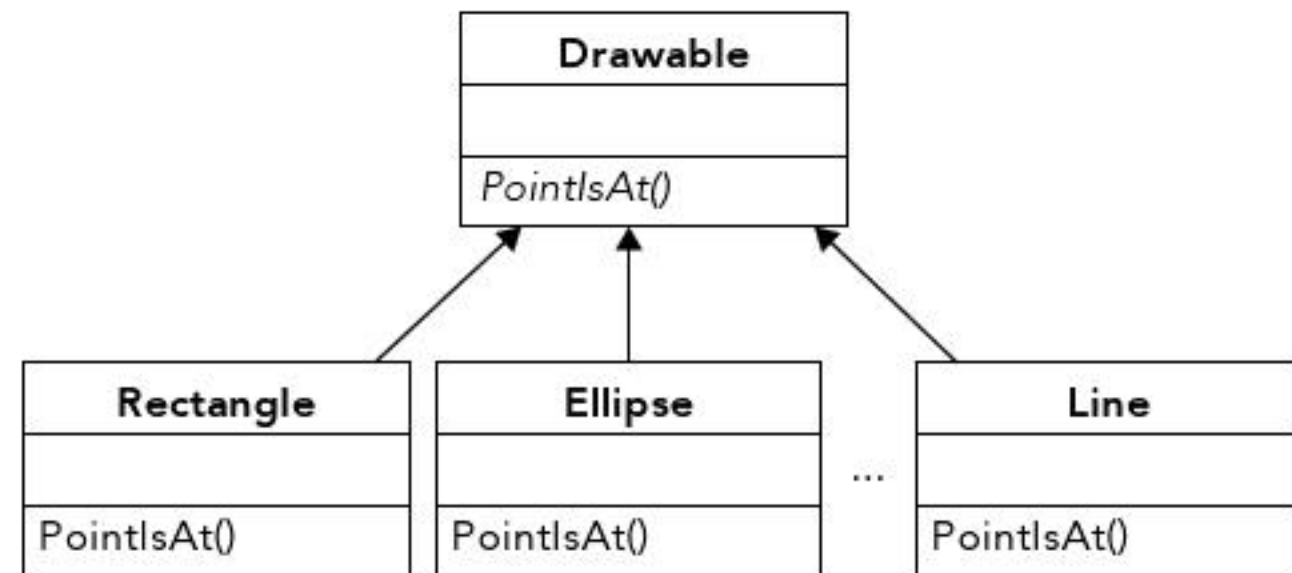 Drawable
PointIsAt()
Rectangle
Ellipse
Line
...
PointIsAt()
PointIsAt()
PointIsAt()